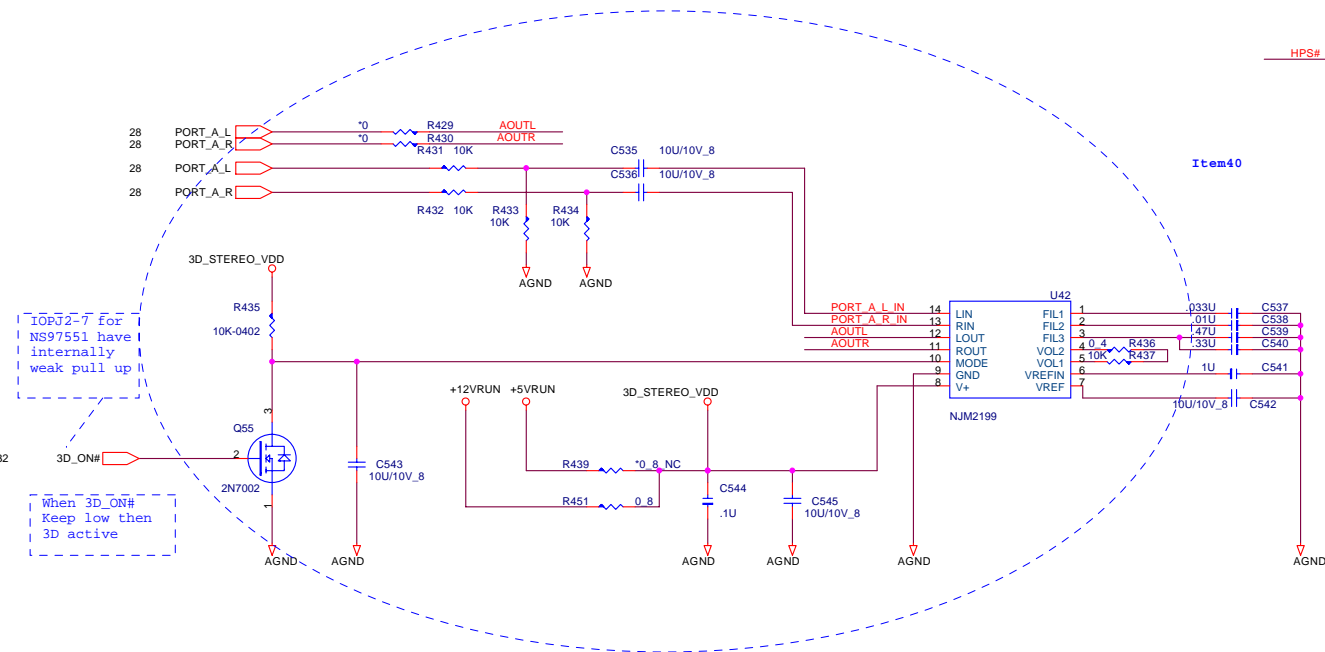 HPS#
28 PORT_A_L *0 R429 AOUTL
28 PORT_A_R *0 R430 AOUTR
R431 10K
C535 10U/10V_8
28 PORT_A_L
C536 10U/10V_8
Item40
28 PORT_A_R
R432 10K
R433
10K
R434
10K
3D_STEREO_VDD
AGND
AGND
R435
10K-0402
IOPJ2-7 for
NS97551 have
internally
weak pull up
U42
PORT_A_L_IN 14 LIN FIL1 1 .033U C537
PORT_A_R_IN 13 RIN FIL2 2 .01U C538
AOUTL 12 LOUT FIL3 3 .47U C539
AOUTR 11 ROUT VOL2 4 0_4 R436 .33U C540
10 MODE VOL1 5 10K R437
9 GND VREFIN 6 1U C541
8 V+ VREF 7
10U/10V_8 C542
NJM2199
+12VRUN +5VRUN
3D_STEREO_VDD
3
Q55
32 3D_ON# 2
2N7002
1
C543
10U/10V_8
R439 *0_8_NC
R451 0_8
C544
.1U
C545
10U/10V_8
When 3D_ON#
Keep low then
3D active
AGND
AGND
AGND
AGND
AGND
AGND